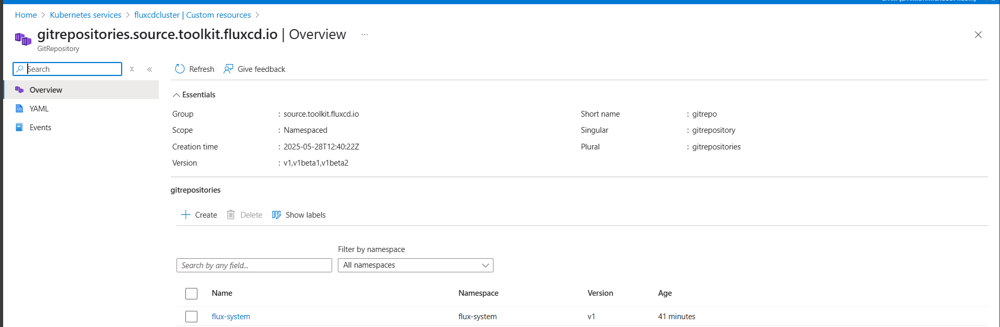 Home > Kubernetes services > fluxcdcluster | Custom resources >
gitrepositories.source.toolkit.fluxcd.io | Overview ...
GitRepository
Search
Refresh Give feedback
Overview
YAML
Events
Essentials
Group : source.toolkit.fluxcd.io Short name : gitrepo
Scope : Namespaced Singular : gitrepository
Creation time : 2025-05-28T12:40:22Z Plural : gitrepositories
Version : v1,v1beta1,v1beta2
gitrepositories
Create Delete Show labels
Filter by namespace
Search by any field... All namespaces
Name Namespace Version Age
flux-system flux-system v1 41 minutes